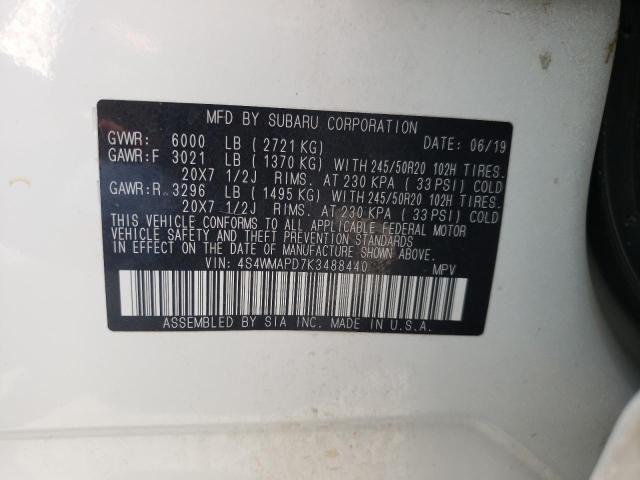 MFD BY SUBARU CORPORATION
GVWR: 6000 LB ( 2721 KG) DATE: 06/19
GAWR:F 3021 LB ( 1370 KG) WITH 245/50R20 102H TIRES.
20X7 1/2J RIMS. AT 230 KPA ( 33 PSI) COLD
GAWR:R 3296 LB ( 1495 KG) WITH 245/50R20 102H TIRES.
20X7 1/2J RIMS. AT 230 KPA ( 33 PSI) COLD
THIS VEHICLE CONFORMS TO ALL APPLICABLE FEDERAL MOTOR
VEHICLE SAFETY AND THEFT PREVENTION STANDARDS
IN EFFECT ON THE DATE OF MANUFACTURE SHOWN ABOVE.
VIN: 4S4WMAPD7K3488440 MPV
ASSEMBLED BY SIA INC. MADE IN U.S.A.